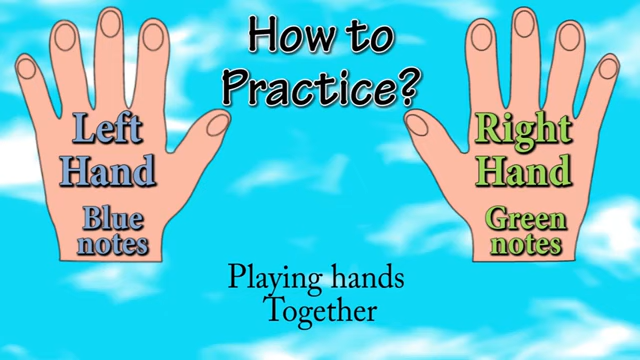 How to
Practice?
Left
Hand
Blue
notes
Right
Hand
Green
notes
Playing hands
Together